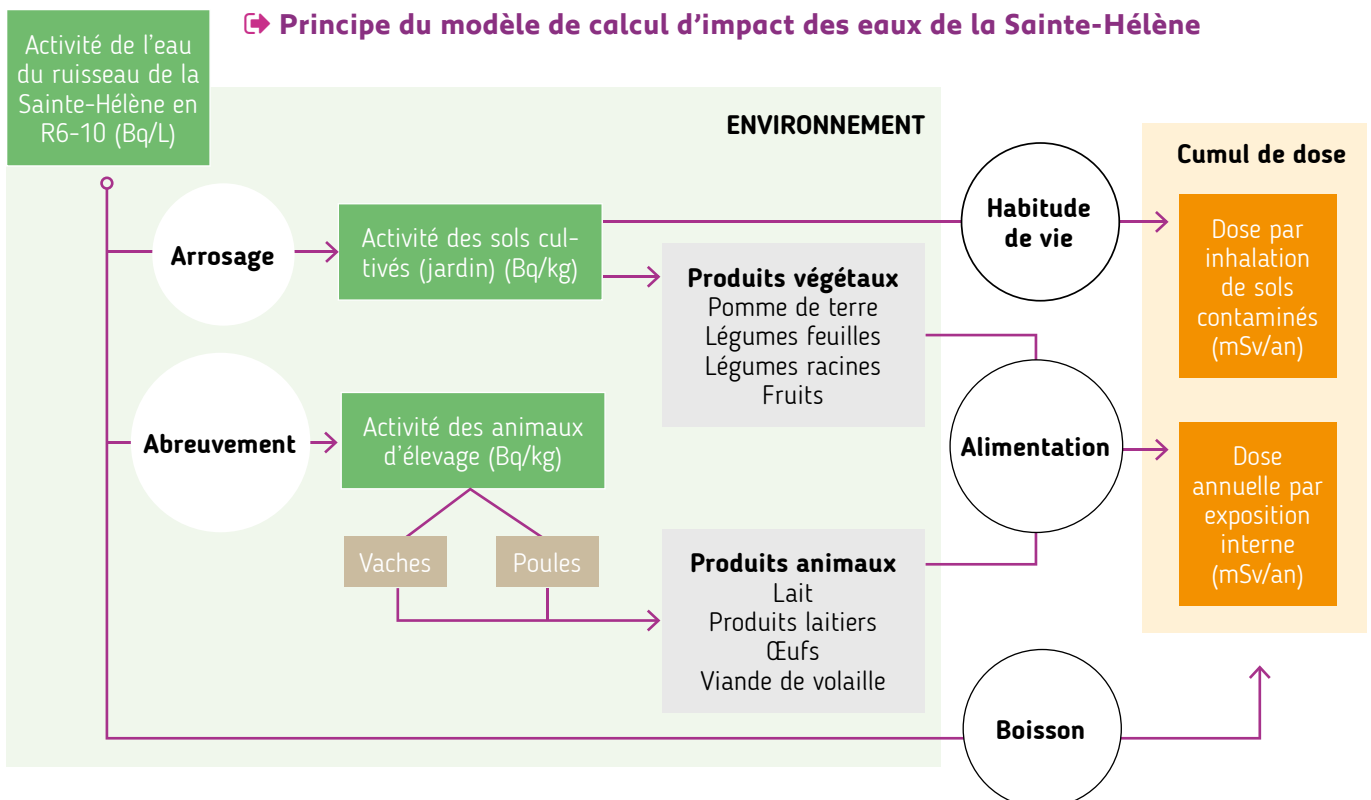 Principe du modèle de calcul d'impact des eaux de la Sainte-Hélène
Activité de l'eau
du ruisseau de la
Sainte-Hélène en
R6-10 (Bq/L)
ENVIRONNEMENT
Arrosage
Activité des sols cul-
tivés (jardin) (Bq/kg)
Produits végétaux
Pomme de terre
Légumes feuilles
Légumes racines
Fruits
Habitude
de vie
Cumul de dose
Dose par
inhalation
de sols
contaminés
(mSv/an)
Abreuvement
Activité des animaux
d'élevage (Bq/kg)
Vaches
Poules
Produits animaux
Lait
Produits laitiers
Œufs
Viande de volaille
Alimentation
Dose
annuelle par
exposition
interne
(mSv/an)
Boisson